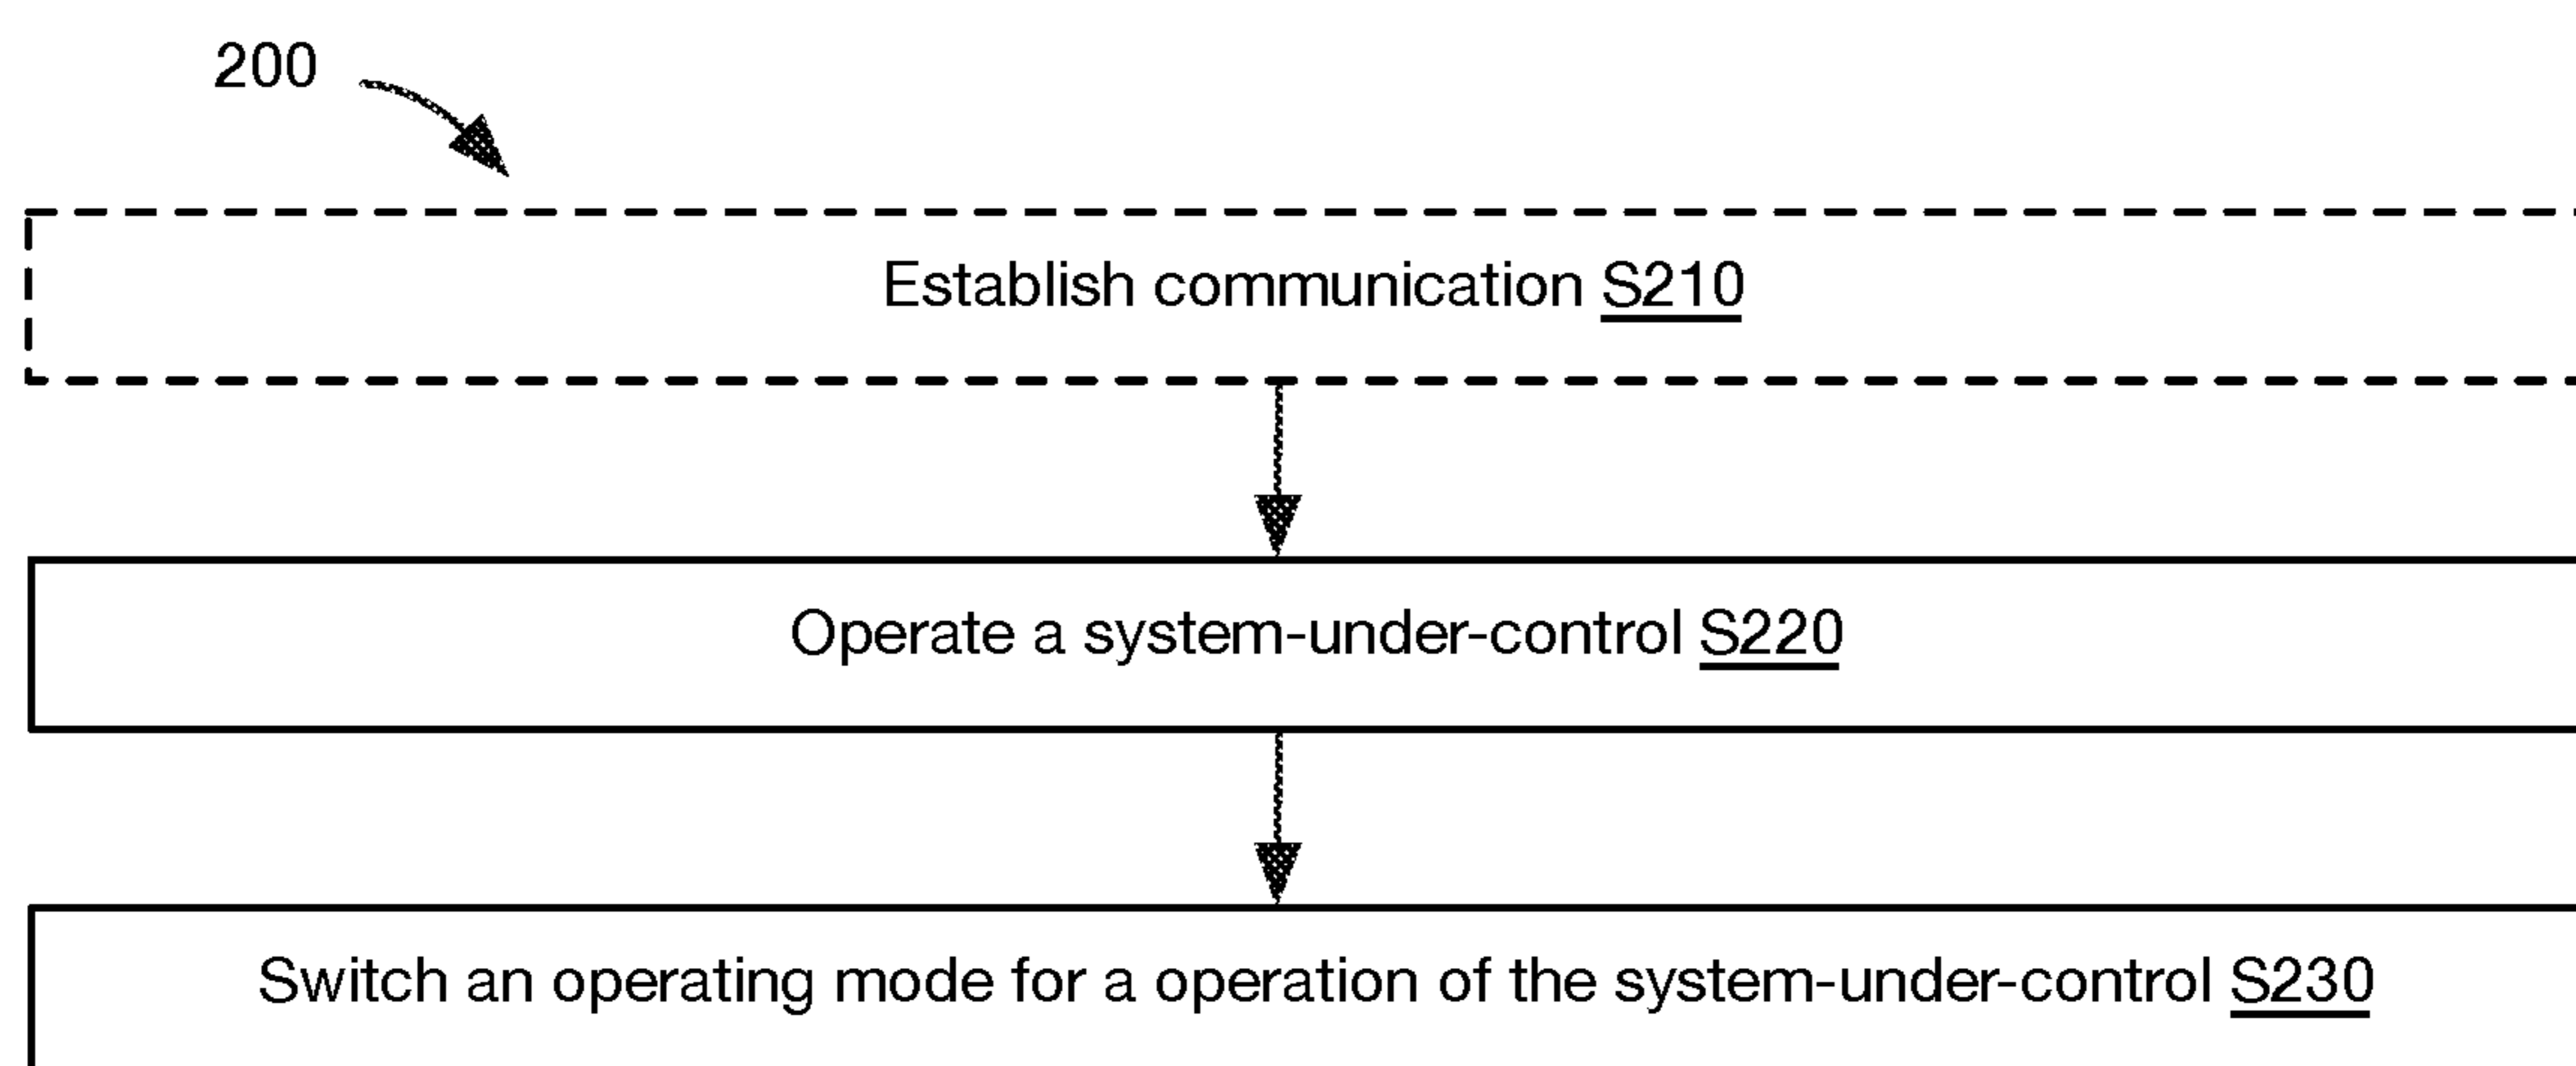 200
Establish communication S210
Operate a system-under-control S220
Switch an operating mode for a operation of the system-under-control S230